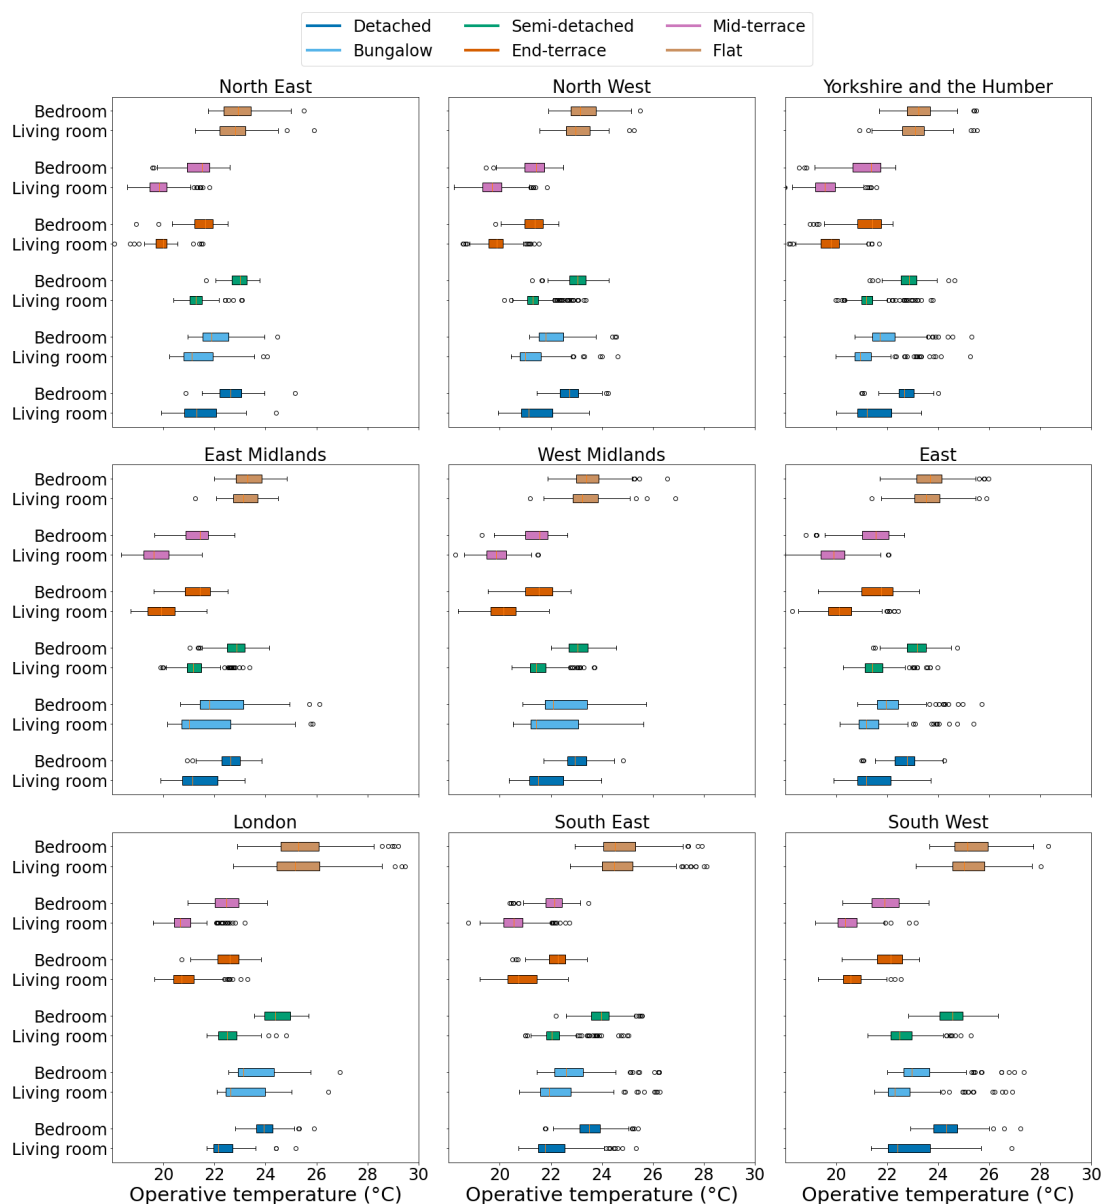 Detached Semi-detached Mid-terrace
Bungalow End-terrace Flat
North East North West Yorkshire and the Humber
Bedroom
Living room
Bedroom
Living room
Bedroom
Living room
Bedroom
Living room
Bedroom
Living room
Bedroom
Living room
East Midlands West Midlands East
Bedroom
Living room
Bedroom
Living room
Bedroom
Living room
Bedroom
Living room
Bedroom
Living room
Bedroom
Living room
London South East South West
Bedroom
Living room
Bedroom
Living room
Bedroom
Living room
Bedroom
Living room
Bedroom
Living room
Bedroom
Living room
20 22 24 26 28 30 20 22 24 26 28 30 20 22 24 26 28 30
Operative temperature (°C) Operative temperature (°C) Operative temperature (°C)